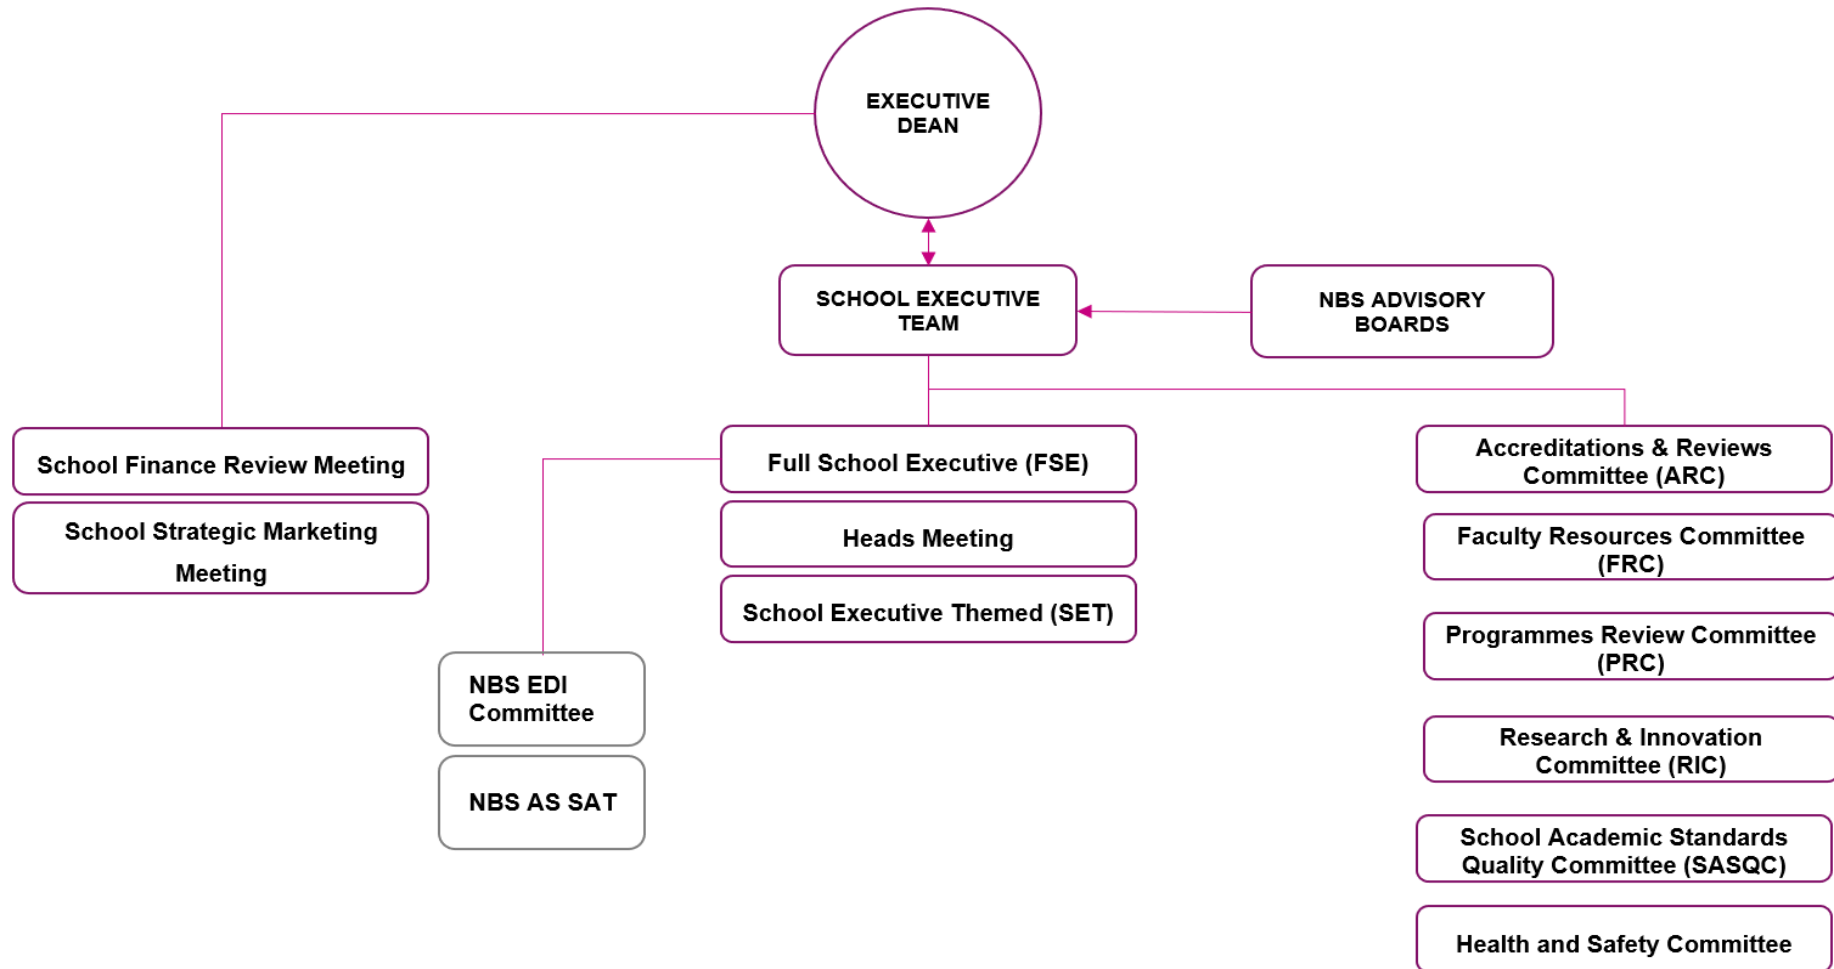 EXECUTIVE
DEAN
SCHOOL EXECUTIVE
TEAM
NBS ADVISORY
BOARDS
School Finance Review Meeting
School Strategic Marketing
Meeting
Full School Executive (FSE)
Heads Meeting
School Executive Themed (SET)
NBS EDI
Committee
NBS AS SAT
Accreditations & Reviews
Committee (ARC)
Faculty Resources Committee
(FRC)
Programmes Review Committee
(PRC)
Research & Innovation
Committee (RIC)
School Academic Standards
Quality Committee (SASQC)
Health and Safety Committee